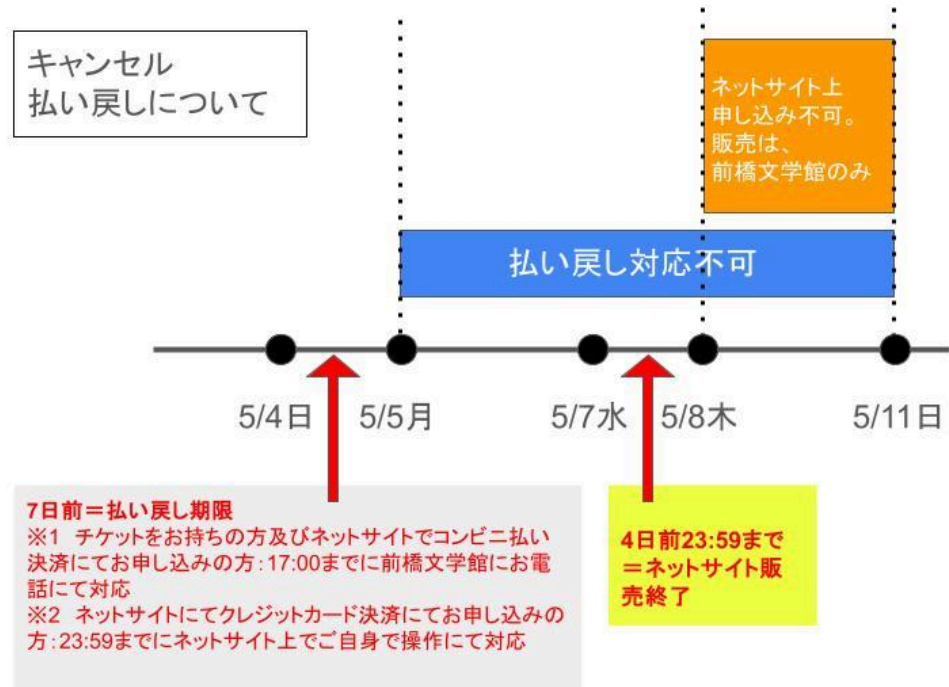 キャンセル
払い戻しについて
ネットサイト上
申し込み不可。
販売は、
前橋文学館のみ
払い戻し対応不可
5/4日
5/5月
5/7水
5/8木
5/11日
7日前＝払い戻し期限
※1　チケットをお持ちの方及びネットサイトでコンビニ払い
決済にてお申し込みの方：17:00までに前橋文学館にお電
話にて対応
※2　ネットサイトにてクレジットカード決済にてお申し込みの
方：23:59までにネットサイト上でご自身で操作にて対応
4日前23:59まで
＝ネットサイト販
売終了